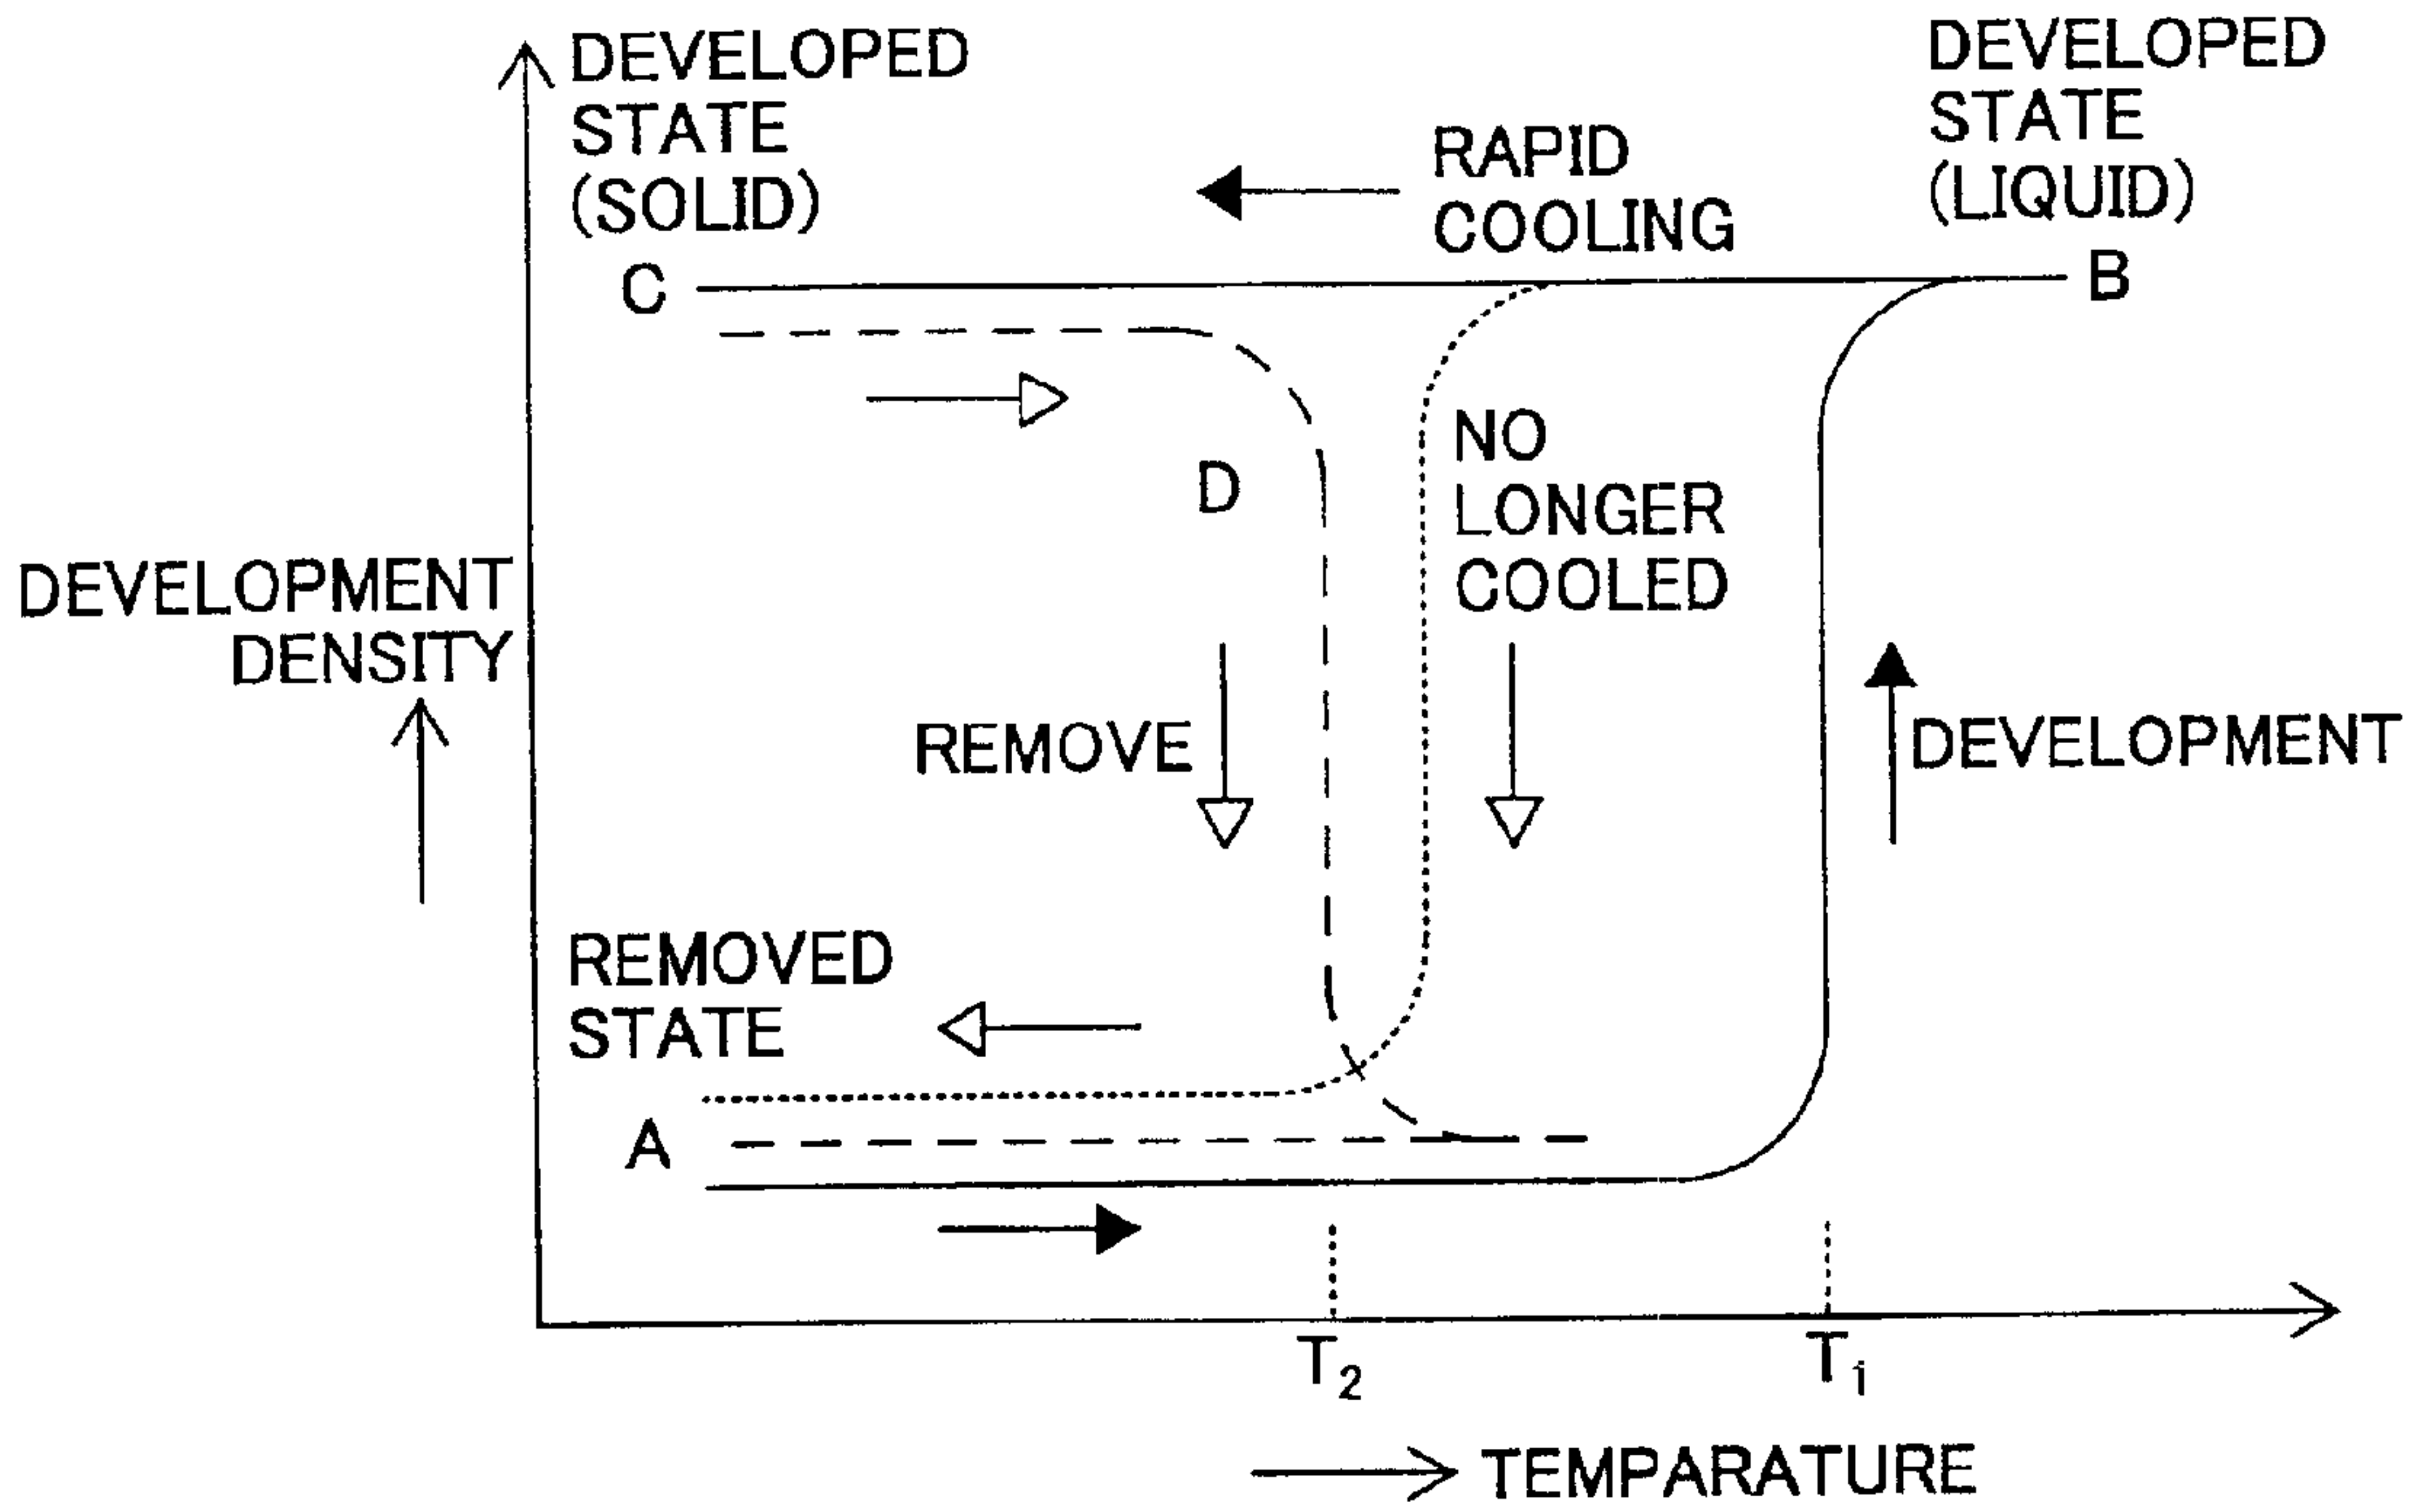 DEVELOPED
STATE
(SOLID)
DEVELOPED
STATE
(LIQUID)
RAPID
COOLING
C
B
D
NO
LONGER
COOLED
DEVELOPMENT
DENSITY
REMOVE
DEVELOPMENT
REMOVED
STATE
A
T2
Ti
TEMPARATURE